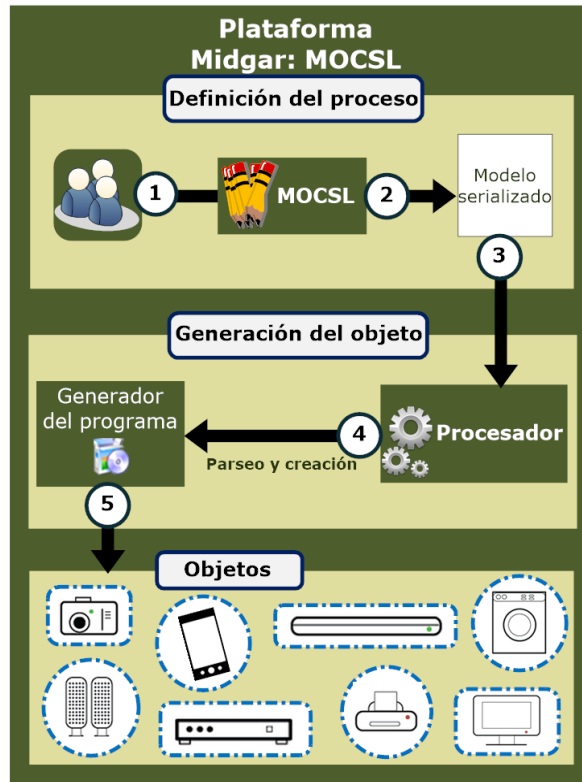 Plataforma
Midgar: MOCSL
Definición del proceso
1
MOCSL
2
Modelo
serializado
3
Generación del objeto
Generador
del programa
4
Procesador
Parseo y creación
5
Objetos